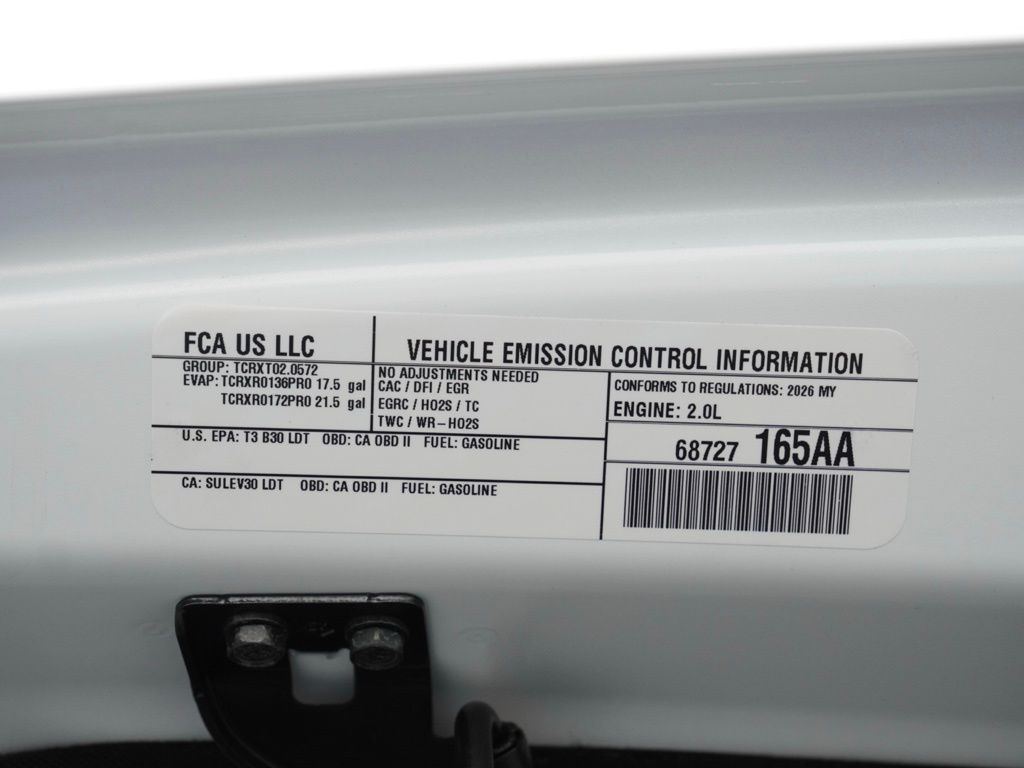 FCA US LLC
VEHICLE EMISSION CONTROL INFORMATION
GROUP: TCRXT02.0572
EVAP: TCRXR0136PR0 17.5 gal
TCRXR0172PR0 21.5 gal
NO ADJUSTMENTS NEEDED
CAC / DFI / EGR
EGRC / HO2S / TC
TWC / WR-HO2S
CONFORMS TO REGULATIONS: 2026 MY
ENGINE: 2.0L
U.S. EPA: T3 B30 LDT OBD: CA OBD II FUEL: GASOLINE
68727 165AA
CA: SULEV30 LDT OBD: CA OBD II FUEL: GASOLINE